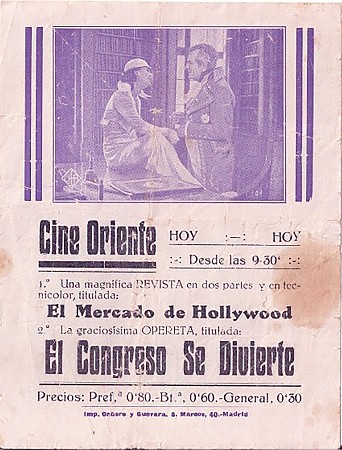 Cine Oriente
HOY :-: HOY
:-: Desde las 9-30' :-:
1.º Una magnífica REVISTA en dos partes y en tec-
nicolor, titulada:
El Mercado de Hollywood
2.º La graciosísima OPERETA, titulada:
El Congreso Se Divierte
Precios: Pref,ª 0'80.-Bt.ª, 0'60.-General, 0'30
Imp. Cañero y Guevara. S. Marcos, 40.-Madrid